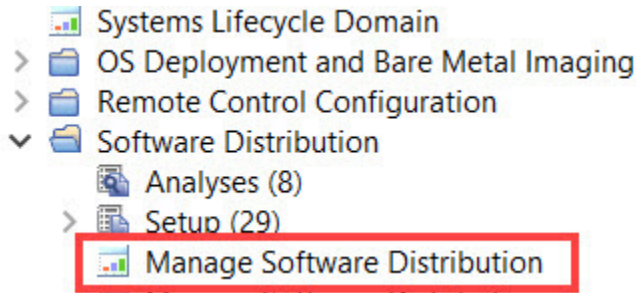 Systems Lifecycle Domain
OS Deployment and Bare Metal Imaging
Remote Control Configuration
Software Distribution
Analyses (8)
Setup (29)
Manage Software Distribution